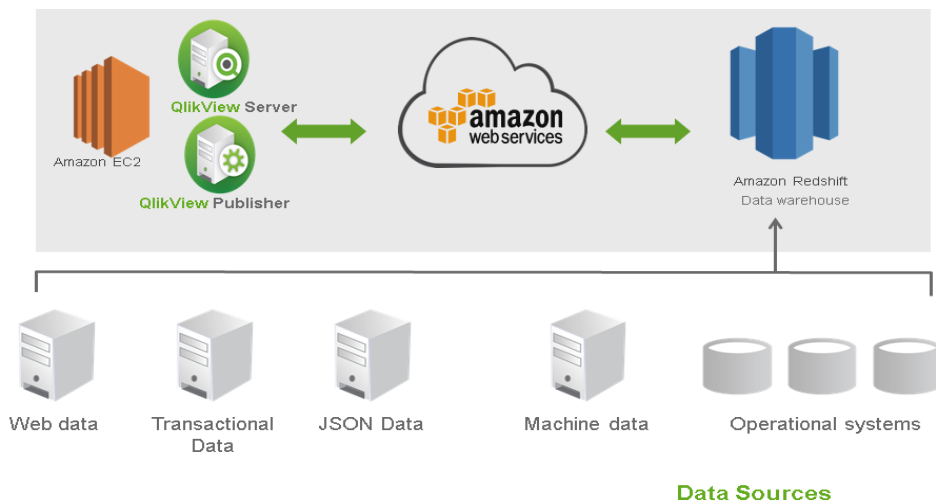 QlikView Server
Amazon EC2
QlikView Publisher
amazon
webservices
Amazon Redshift
Data warehouse
Web data
Transactional
Data
JSON Data
Machine data
Operational systems
Data Sources